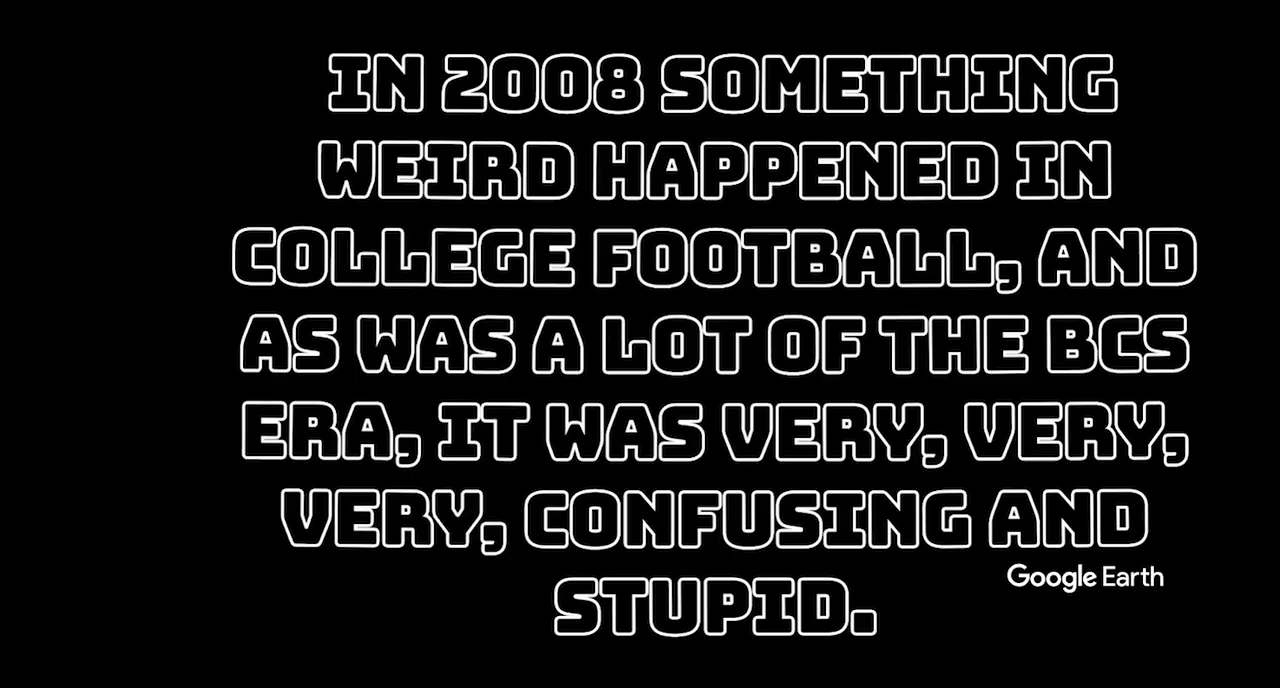 IN 2008 SOMETHING
WEIRD HAPPENED IN
COLLEGE FOOTBALL, AND
AS WAS A LOT OF THE BCS
ERA, IT WAS VERY, VERY,
VERY, CONFUSING AND
Google Earth
STUPID.